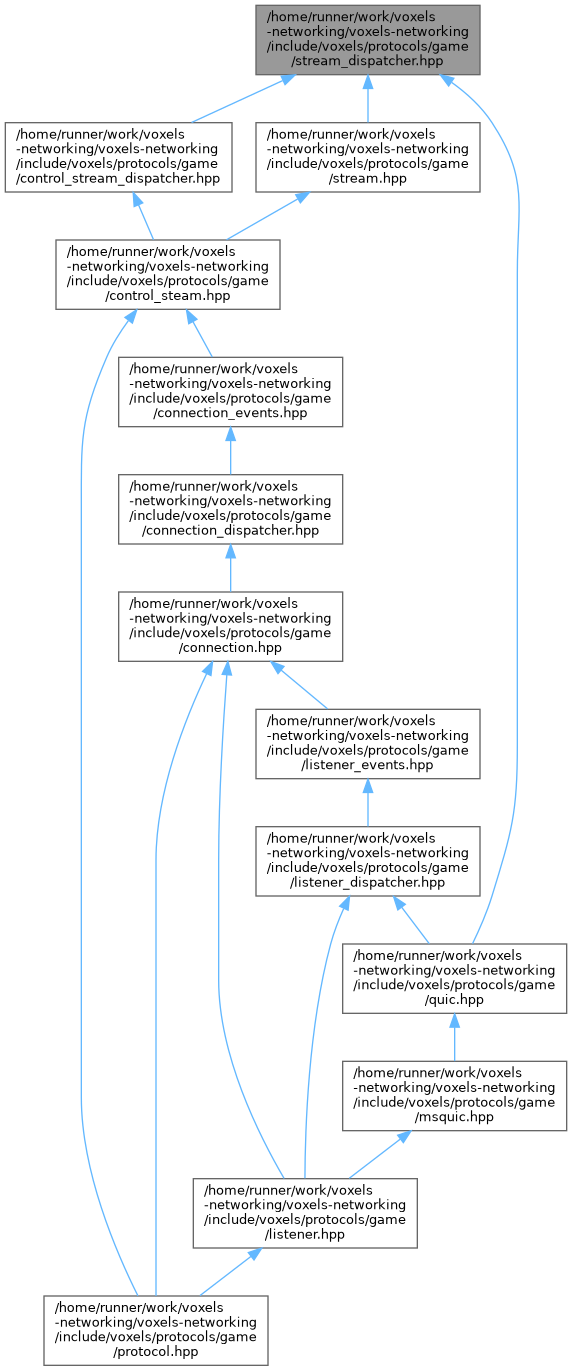 /home/runner/work/voxels
-networking/voxels-networking
/include/voxels/protocols/game
/stream_dispatcher.hpp
/home/runner/work/voxels
-networking/voxels-networking
/include/voxels/protocols/game
/control_stream_dispatcher.hpp
/home/runner/work/voxels
-networking/voxels-networking
/include/voxels/protocols/game
/stream.hpp
/home/runner/work/voxels
-networking/voxels-networking
/include/voxels/protocols/game
/control_steam.hpp
/home/runner/work/voxels
-networking/voxels-networking
/include/voxels/protocols/game
/connection_events.hpp
/home/runner/work/voxels
-networking/voxels-networking
/include/voxels/protocols/game
/connection_dispatcher.hpp
/home/runner/work/voxels
-networking/voxels-networking
/include/voxels/protocols/game
/connection.hpp
/home/runner/work/voxels
-networking/voxels-networking
/include/voxels/protocols/game
/listener_events.hpp
/home/runner/work/voxels
-networking/voxels-networking
/include/voxels/protocols/game
/listener_dispatcher.hpp
/home/runner/work/voxels
-networking/voxels-networking
/include/voxels/protocols/game
/quic.hpp
/home/runner/work/voxels
-networking/voxels-networking
/include/voxels/protocols/game
/msquic.hpp
/home/runner/work/voxels
-networking/voxels-networking
/include/voxels/protocols/game
/listener.hpp
/home/runner/work/voxels
-networking/voxels-networking
/include/voxels/protocols/game
/protocol.hpp